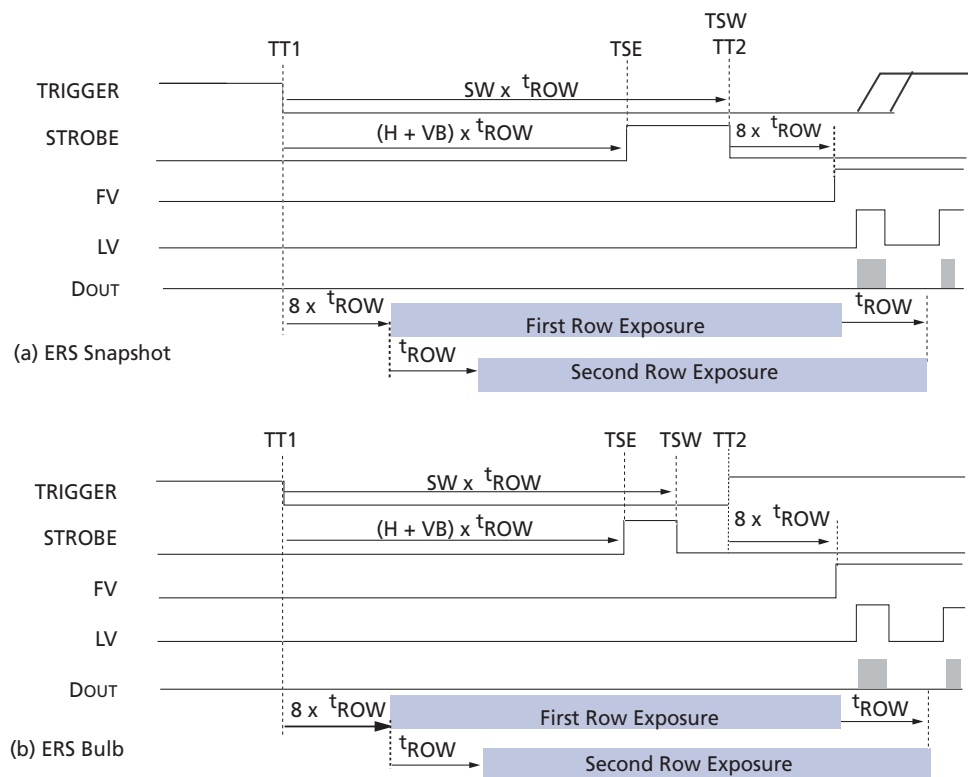 TSW
TT1 TSE TT2
TRIGGER
SW x tROW
STROBE
(H + VB) x tROW
8 x tROW
FV
LV
DOUT
8 x tROW
First Row Exposure
tROW
(a) ERS Snapshot
tROW
Second Row Exposure
TT1 TSE TSW TT2
TRIGGER
SW x tROW
STROBE
(H + VB) x tROW
8 x tROW
FV
LV
DOUT
8 x tROW
First Row Exposure
tROW
(b) ERS Bulb
tROW
Second Row Exposure